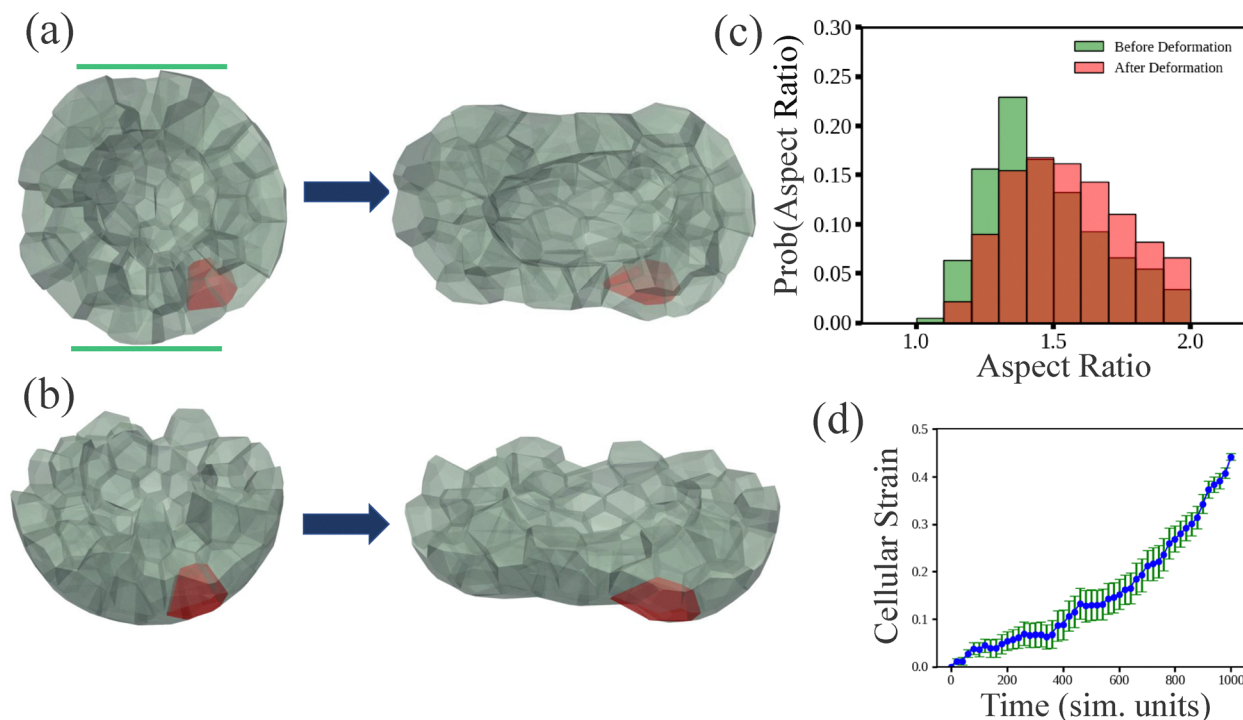 (a)
(b)
(c)
Prob(Aspect Ratio)
0.30
0.25
0.20
0.15
0.10
0.05
0.00
Before Deformation
After Deformation
1.0 1.5 2.0
Aspect Ratio
(d)
Cellular Strain
0.5
0.4
0.3
0.2
0.1
0.0
0 200 400 600 800 1000
Time (sim. units)